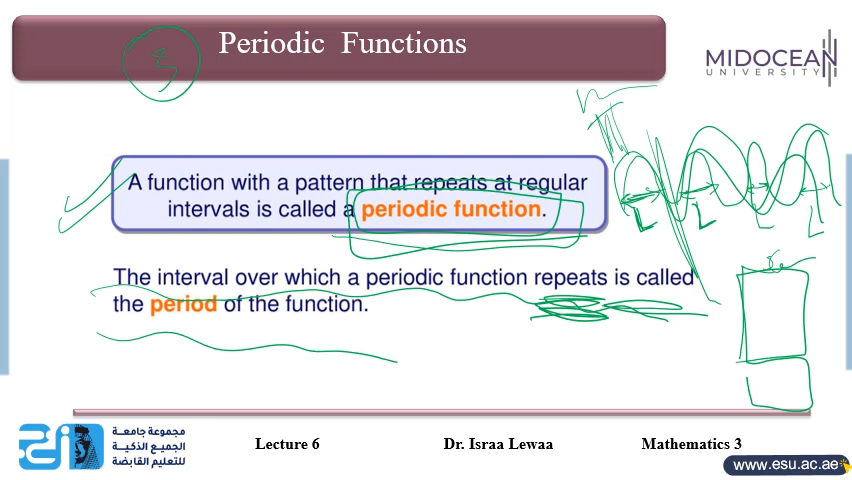 Periodic Functions
MIDOCEAN
UNIVERSITY
A function with a pattern that repeats at regular
intervals is called a periodic function.
L L L L
The interval over which a periodic function repeats is called
the period of the function.
مجموعة جامعة
الجميع الذكية
للتعليم القابضة
Lecture 6 Dr. Israa Lewaa Mathematics 3
www.esu.ac.ae